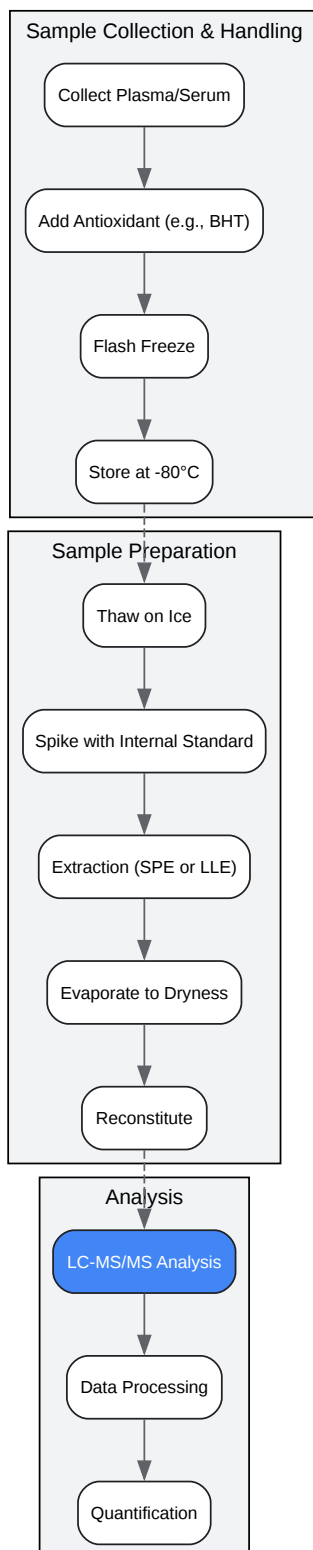 Sample Collection & Handling
Collect Plasma/Serum
Add Antioxidant (e.g., BHT)
Flash Freeze
Store at -80°C
Sample Preparation
Thaw on Ice
Spike with Internal Standard
Extraction (SPE or LLE)
Evaporate to Dryness
Reconstitute
Analysis
LC-MS/MS Analysis
Data Processing
Quantification